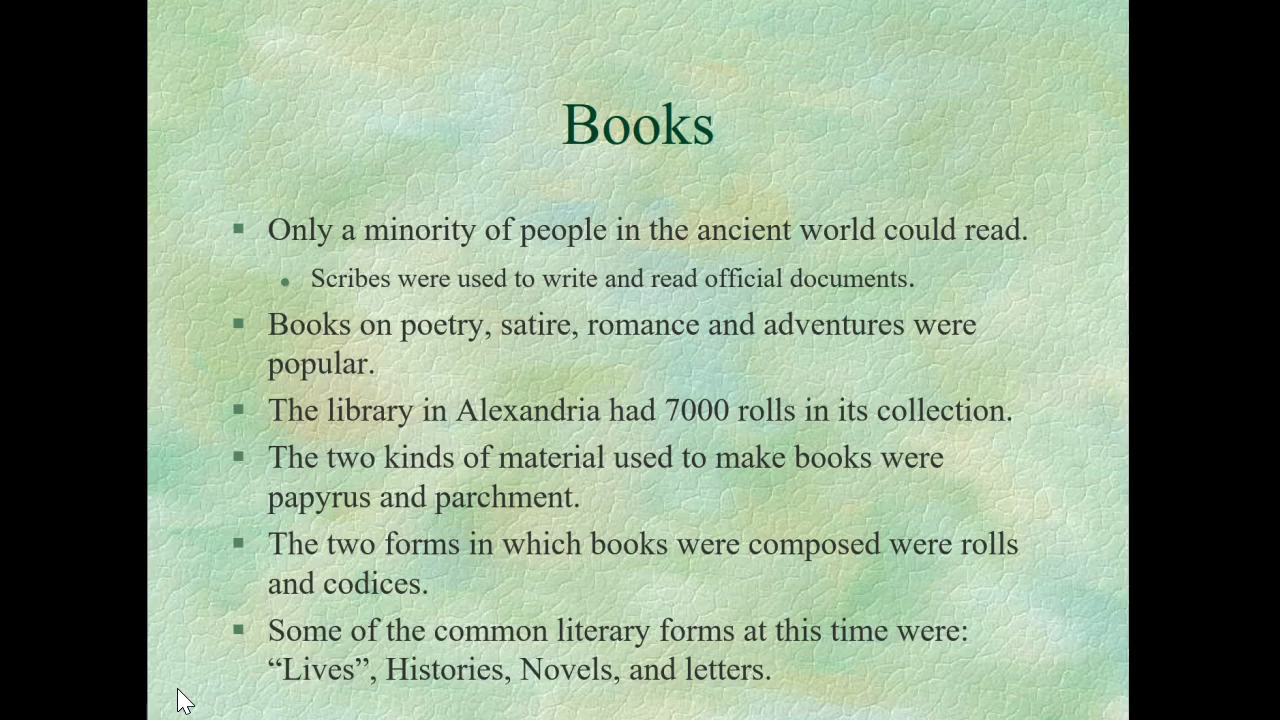 Books
Only a minority of people in the ancient world could read.
Scribes were used to write and read official documents.
Books on poetry, satire, romance and adventures were
popular.
The library in Alexandria had 7000 rolls in its collection.
The two kinds of material used to make books were
papyrus and parchment.
The two forms in which books were composed were rolls
and codices.
Some of the common literary forms at this time were:
“Lives”, Histories, Novels, and letters.